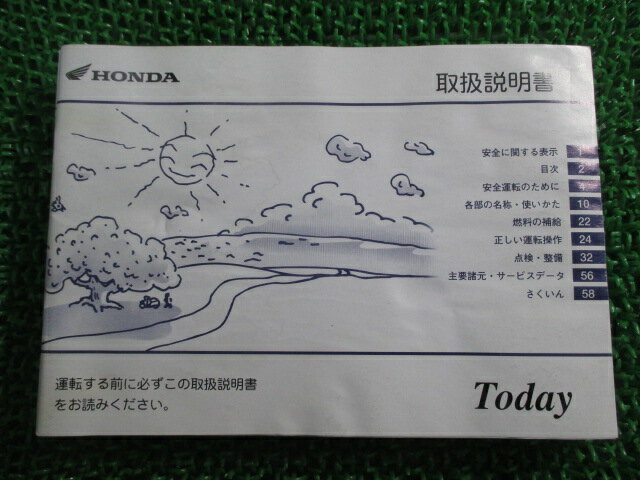 HONDA
取扱説明書
安全に関する表示 1
目次 2
安全運転のために 4
各部の名称・使いかた 10
燃料の補給 22
正しい運転操作 24
点検・整備 32
主要諸元・サービスデータ 56
さくいん 58
運転する前に必ずこの取扱説明書
をお読みください。
Today